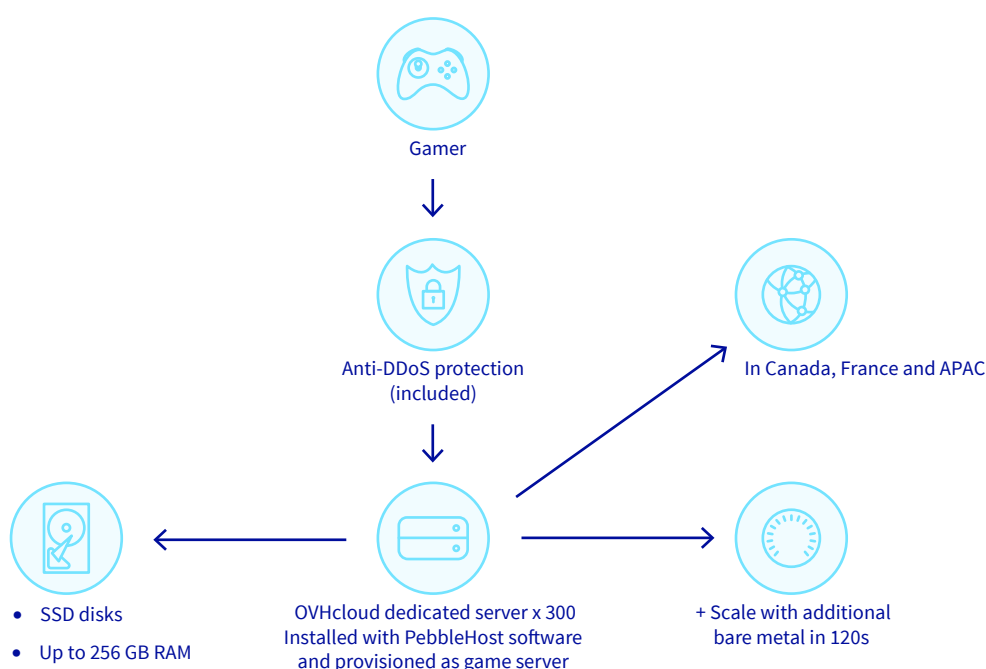 Gamer
Anti-DDoS protection
(included)
In Canada, France and APAC
• SSD disks
• Up to 256 GB RAM
OVHcloud dedicated server x 300
Installed with PebbleHost software
and provisioned as game server
+ Scale with additional
bare metal in 120s